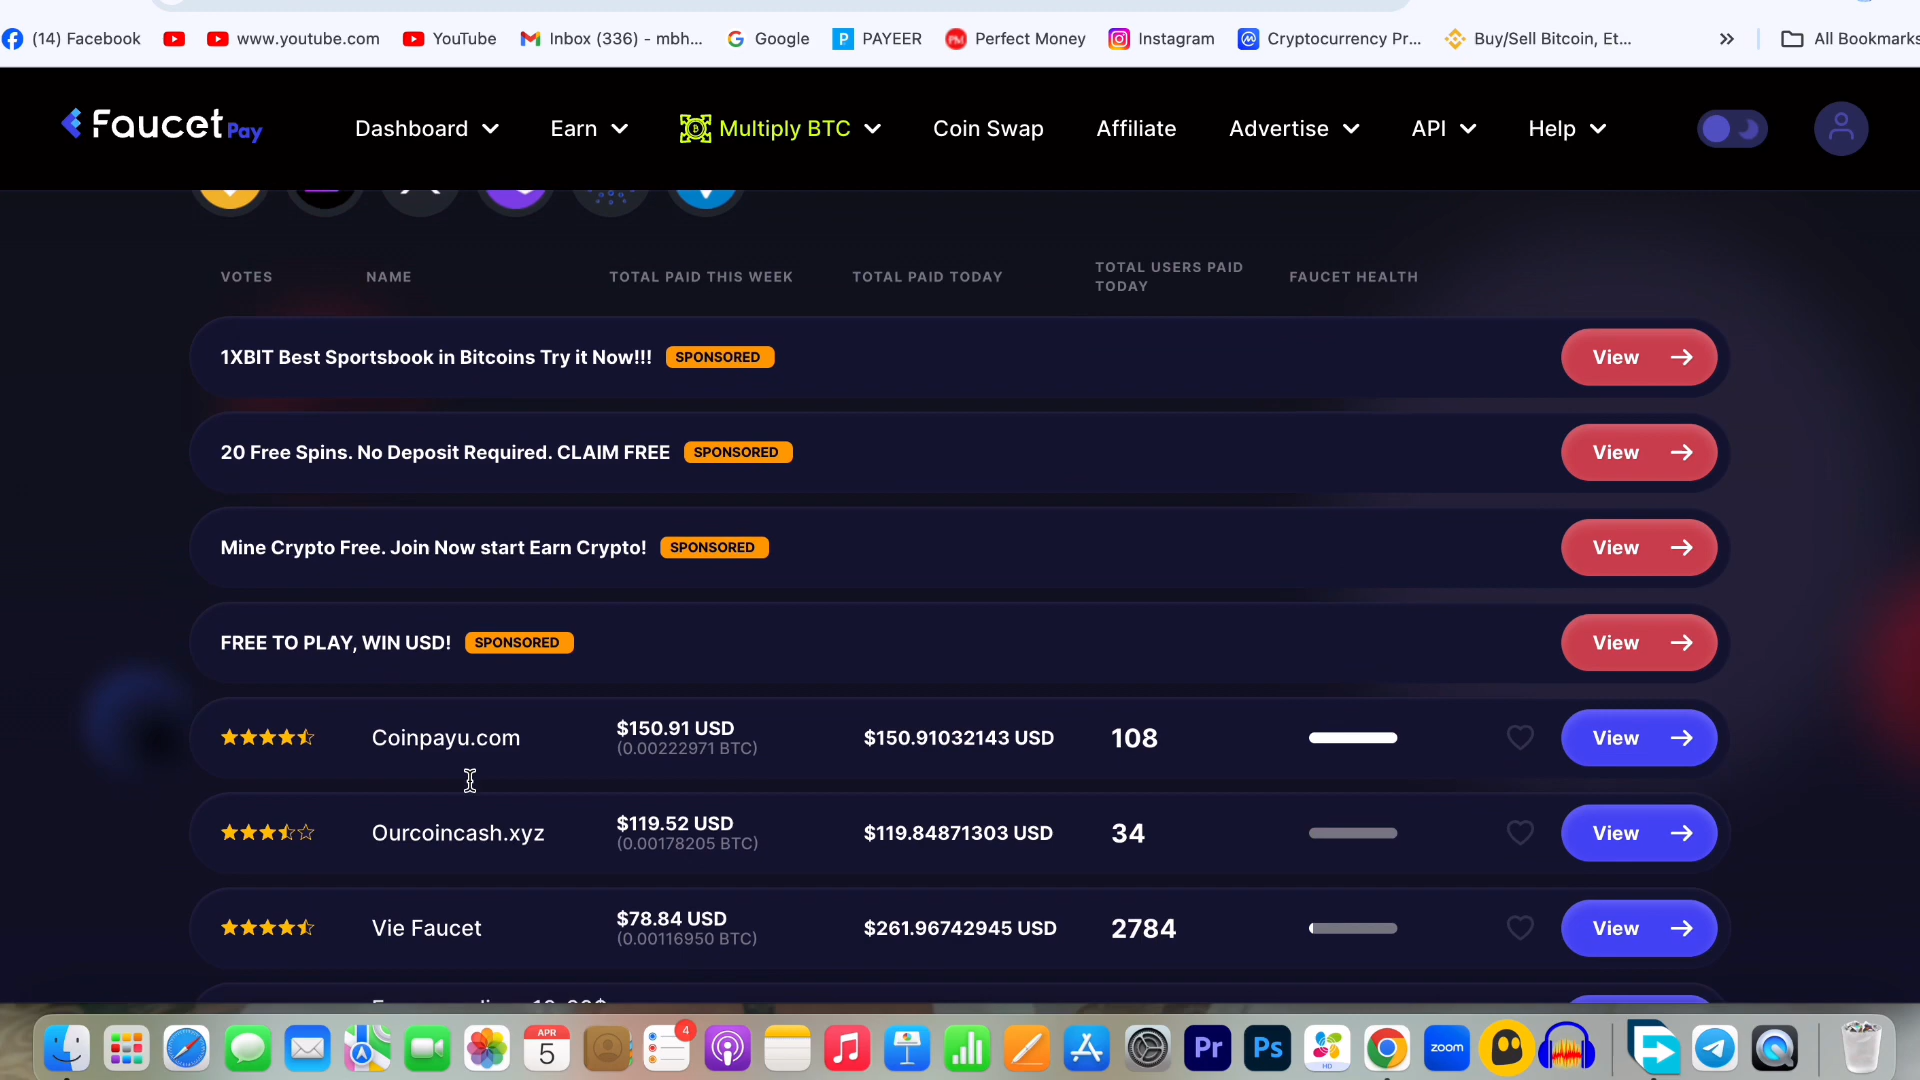 (14) Facebook www.youtube.com YouTube Inbox (336) - mbh... Google PAYEER Perfect Money Instagram Cryptocurrency Pr... Buy/Sell Bitcoin, Et... » All Bookmarks
FaucetPay Dashboard Earn Multiply BTC Coin Swap Affiliate Advertise API Help
VOTES NAME TOTAL PAID THIS WEEK TOTAL PAID TODAY TOTAL USERS PAID TODAY FAUCET HEALTH
1XBIT Best Sportsbook in Bitcoins Try it Now!!! SPONSORED View
20 Free Spins. No Deposit Required. CLAIM FREE SPONSORED View
Mine Crypto Free. Join Now start Earn Crypto! SPONSORED View
FREE TO PLAY, WIN USD! SPONSORED View
Coinpayu.com $150.91 USD (0.00222971 BTC) $150.91032143 USD 108 View
Ourcoincash.xyz $119.52 USD (0.00178205 BTC) $119.84871303 USD 34 View
Vie Faucet $78.84 USD (0.00116950 BTC) $261.96742945 USD 2784 View
APR
5
4
Pr
Ps
HD
zoom